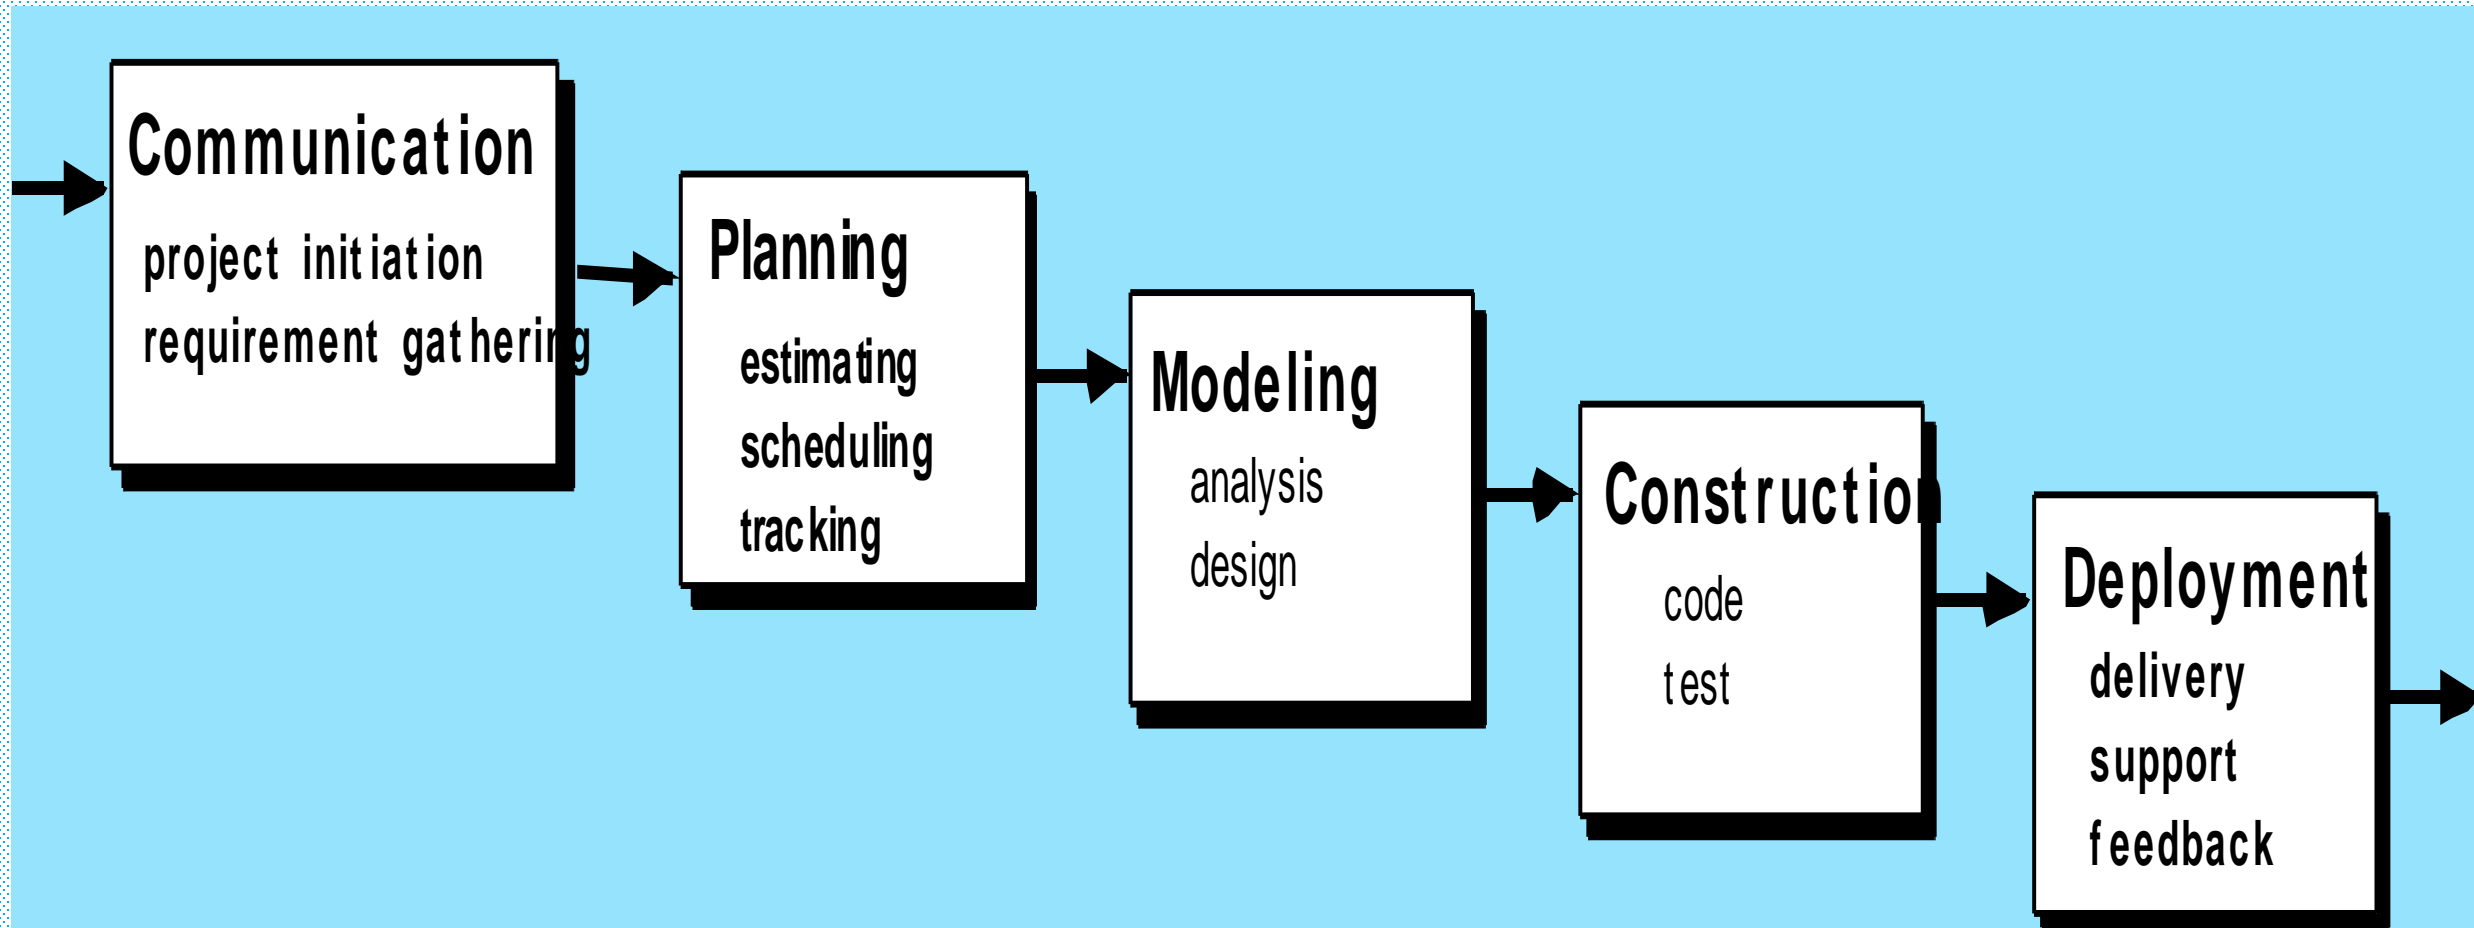 Communication
project initiation
requirement gathering
Planning
estimating
scheduling
tracking
Modeling
analysis
design
Construction
code
test
Deployment
delivery
support
feedback